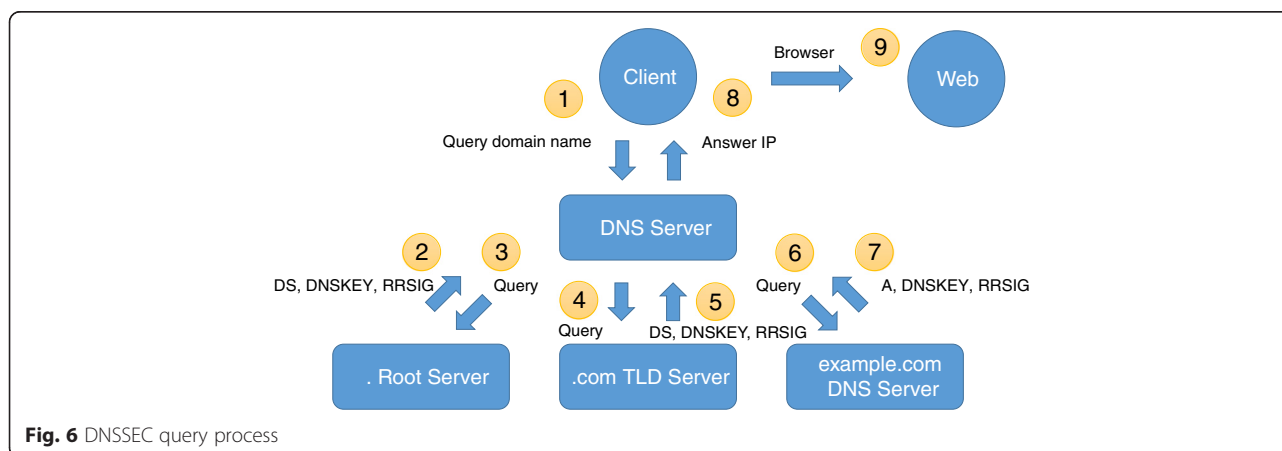 Browser
9
Client
Web
1
8
Query domain name
Answer IP
DNS Server
2
3
6
7
DS, DNSKEY, RRSIG
Query
4
5
Query
A, DNSKEY, RRSIG
Query
DS, DNSKEY, RRSIG
. Root Server
.com TLD Server
example.com
DNS Server
Fig. 6 DNSSEC query process